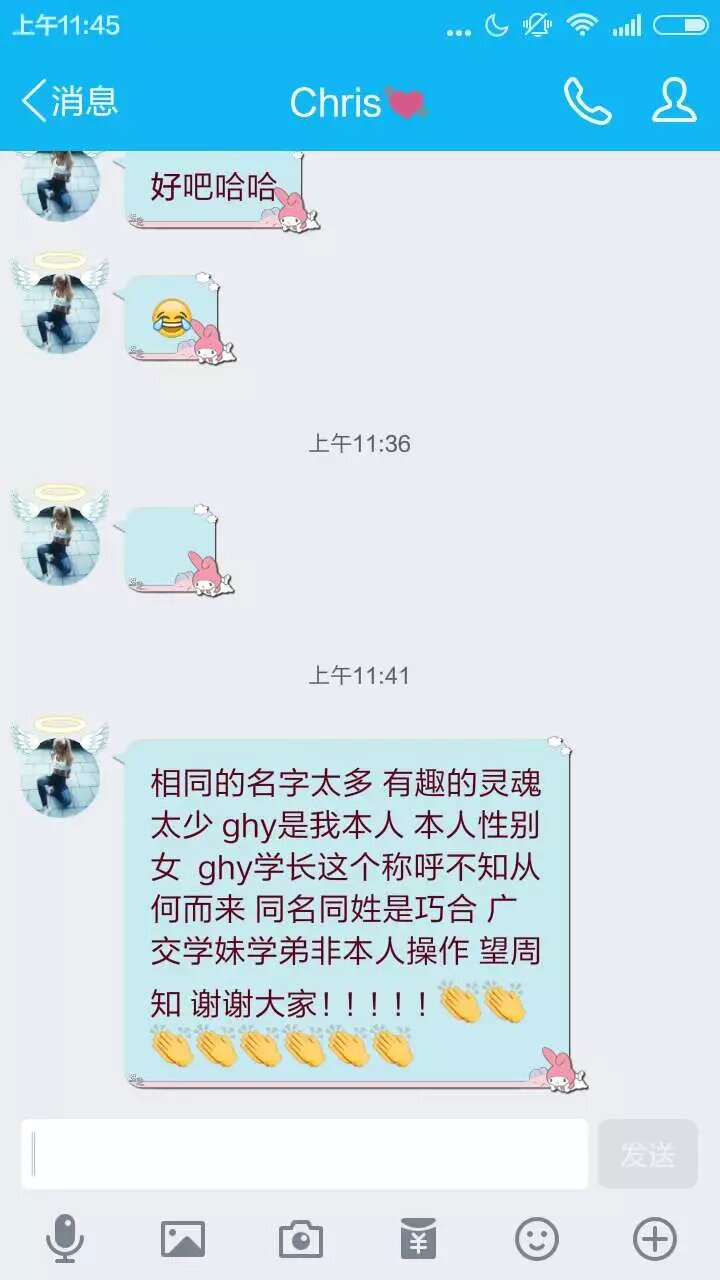 上午11:45
消息
Chris
好吧哈哈
上午11:36
上午11:41
相同的名字太多 有趣的灵魂
太少 ghy是我本人 本人性别
女 ghy学长这个称呼不知从
何而来 同名同姓是巧合 广
交学妹学弟非本人操作 望周
知 谢谢大家！！！！！
发送